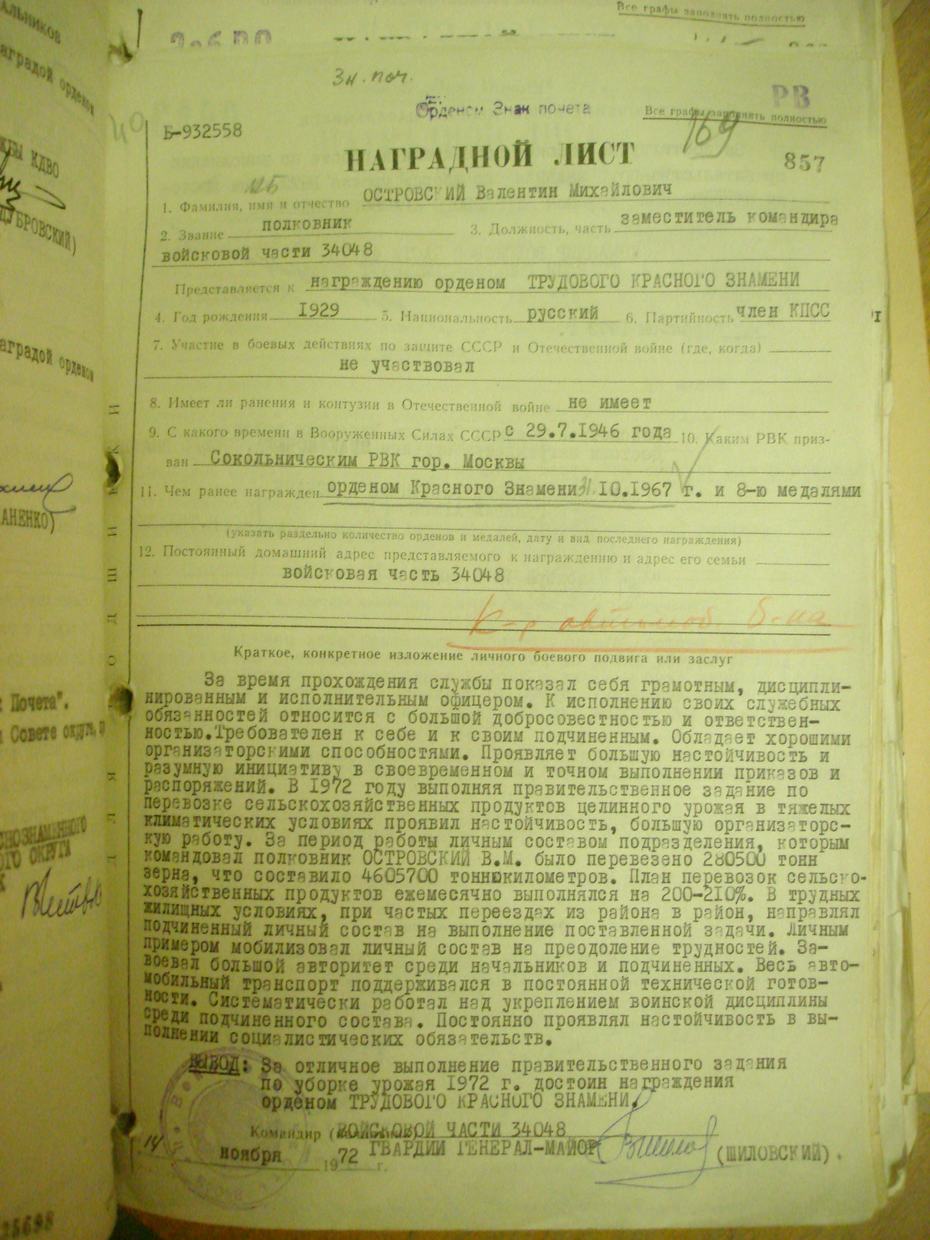 Все графы заполнять полностью
ЗабВО
Зн. поч.
Орденом Знак почета
РВ
Все графы заполнять полностью
169
Б-932558
НАГРАДНОЙ ЛИСТ
857
1. Фамилия, имя и отчество ОСТРОВСКИЙ Валентин Михайлович
2. Звание полковник 3. Должность, часть заместитель командира
войсковой части 34048
Представляется к награждению орденом ТРУДОВОГО КРАСНОГО ЗНАМЕНИ
4. Год рождения 1929 5. Национальность русский 6. Партийность член КПСС
7. Участие в боевых действиях по защите СССР и Отечественной войне (где, когда)
не участвовал
8. Имеет ли ранения и контузии в Отечественной войне не имеет
9. С какого времени в Вооруженных Силах СССР с 29.7.1946 года 10. Каким РВК приз-
ван Сокольническим РВК гор. Москвы
11. Чем ранее награжден орденом Красного Знамени 31.10.1967 г. и 8-ю медалями
(указать раздельно количество орденов и медалей, дату и вид последнего награждения)
12. Постоянный домашний адрес представляемого к награждению и адрес его семьи
войсковая часть 34048
К-р б-на
Краткое, конкретное изложение личного боевого подвига или заслуг
За время прохождения службы показал себя грамотным, дисципли-
нированным и исполнительным офицером. К исполнению своих служебных
обязанностей относится с большой добросовестностью и ответствен-
ностью.Требователен к себе и к своим подчиненным. Обладает хорошими
организаторскими способностями. Проявляет большую настойчивость и
разумную инициативу в своевременном и точном выполнении приказов и
распоряжений. В 1972 году выполняя правительственное задание по
перевозке сельскохозяйственных продуктов целинного урожая в тяжелых
климатических условиях проявил настойчивость, большую организаторс-
кую работу. За период работы личным составом подразделения, которым
командовал полковник ОСТРОВСКИЙ В.М. было перевезено 280500 тонн
зерна, что составило 4605700 тоннокилометров. План перевозок сельско-
хозяйственных продуктов ежемесячно выполнялся на 200-210%. В трудных
жилищных условиях, при частых переездах из района в район, направлял
подчиненный личный состав на выполнение поставленной задачи. Личным
примером мобилизовал личный состав на преодоление трудностей. За-
воевал большой авторитет среди начальников и подчиненных. Весь авто-
мобильный транспорт поддерживался в постоянной технической готов-
ности. Систематически работал над укреплением воинской дисциплины
среди подчиненного состава. Постоянно проявлял настойчивость в вы-
полнении социалистических обязательств.
ВЫВОД: За отличное выполнение правительственного задания
по уборке урожая 1972 г. достоин награждения
орденом ТРУДОВОГО КРАСНОГО ЗНАМЕНИ.
Командир ( ВОЙСКОВОЙ ЧАСТИ 34048
ГВАРДИИ ГЕНЕРАЛ-МАЙОР (ШИЛОВСКИЙ).
14 ноября 1972 г.